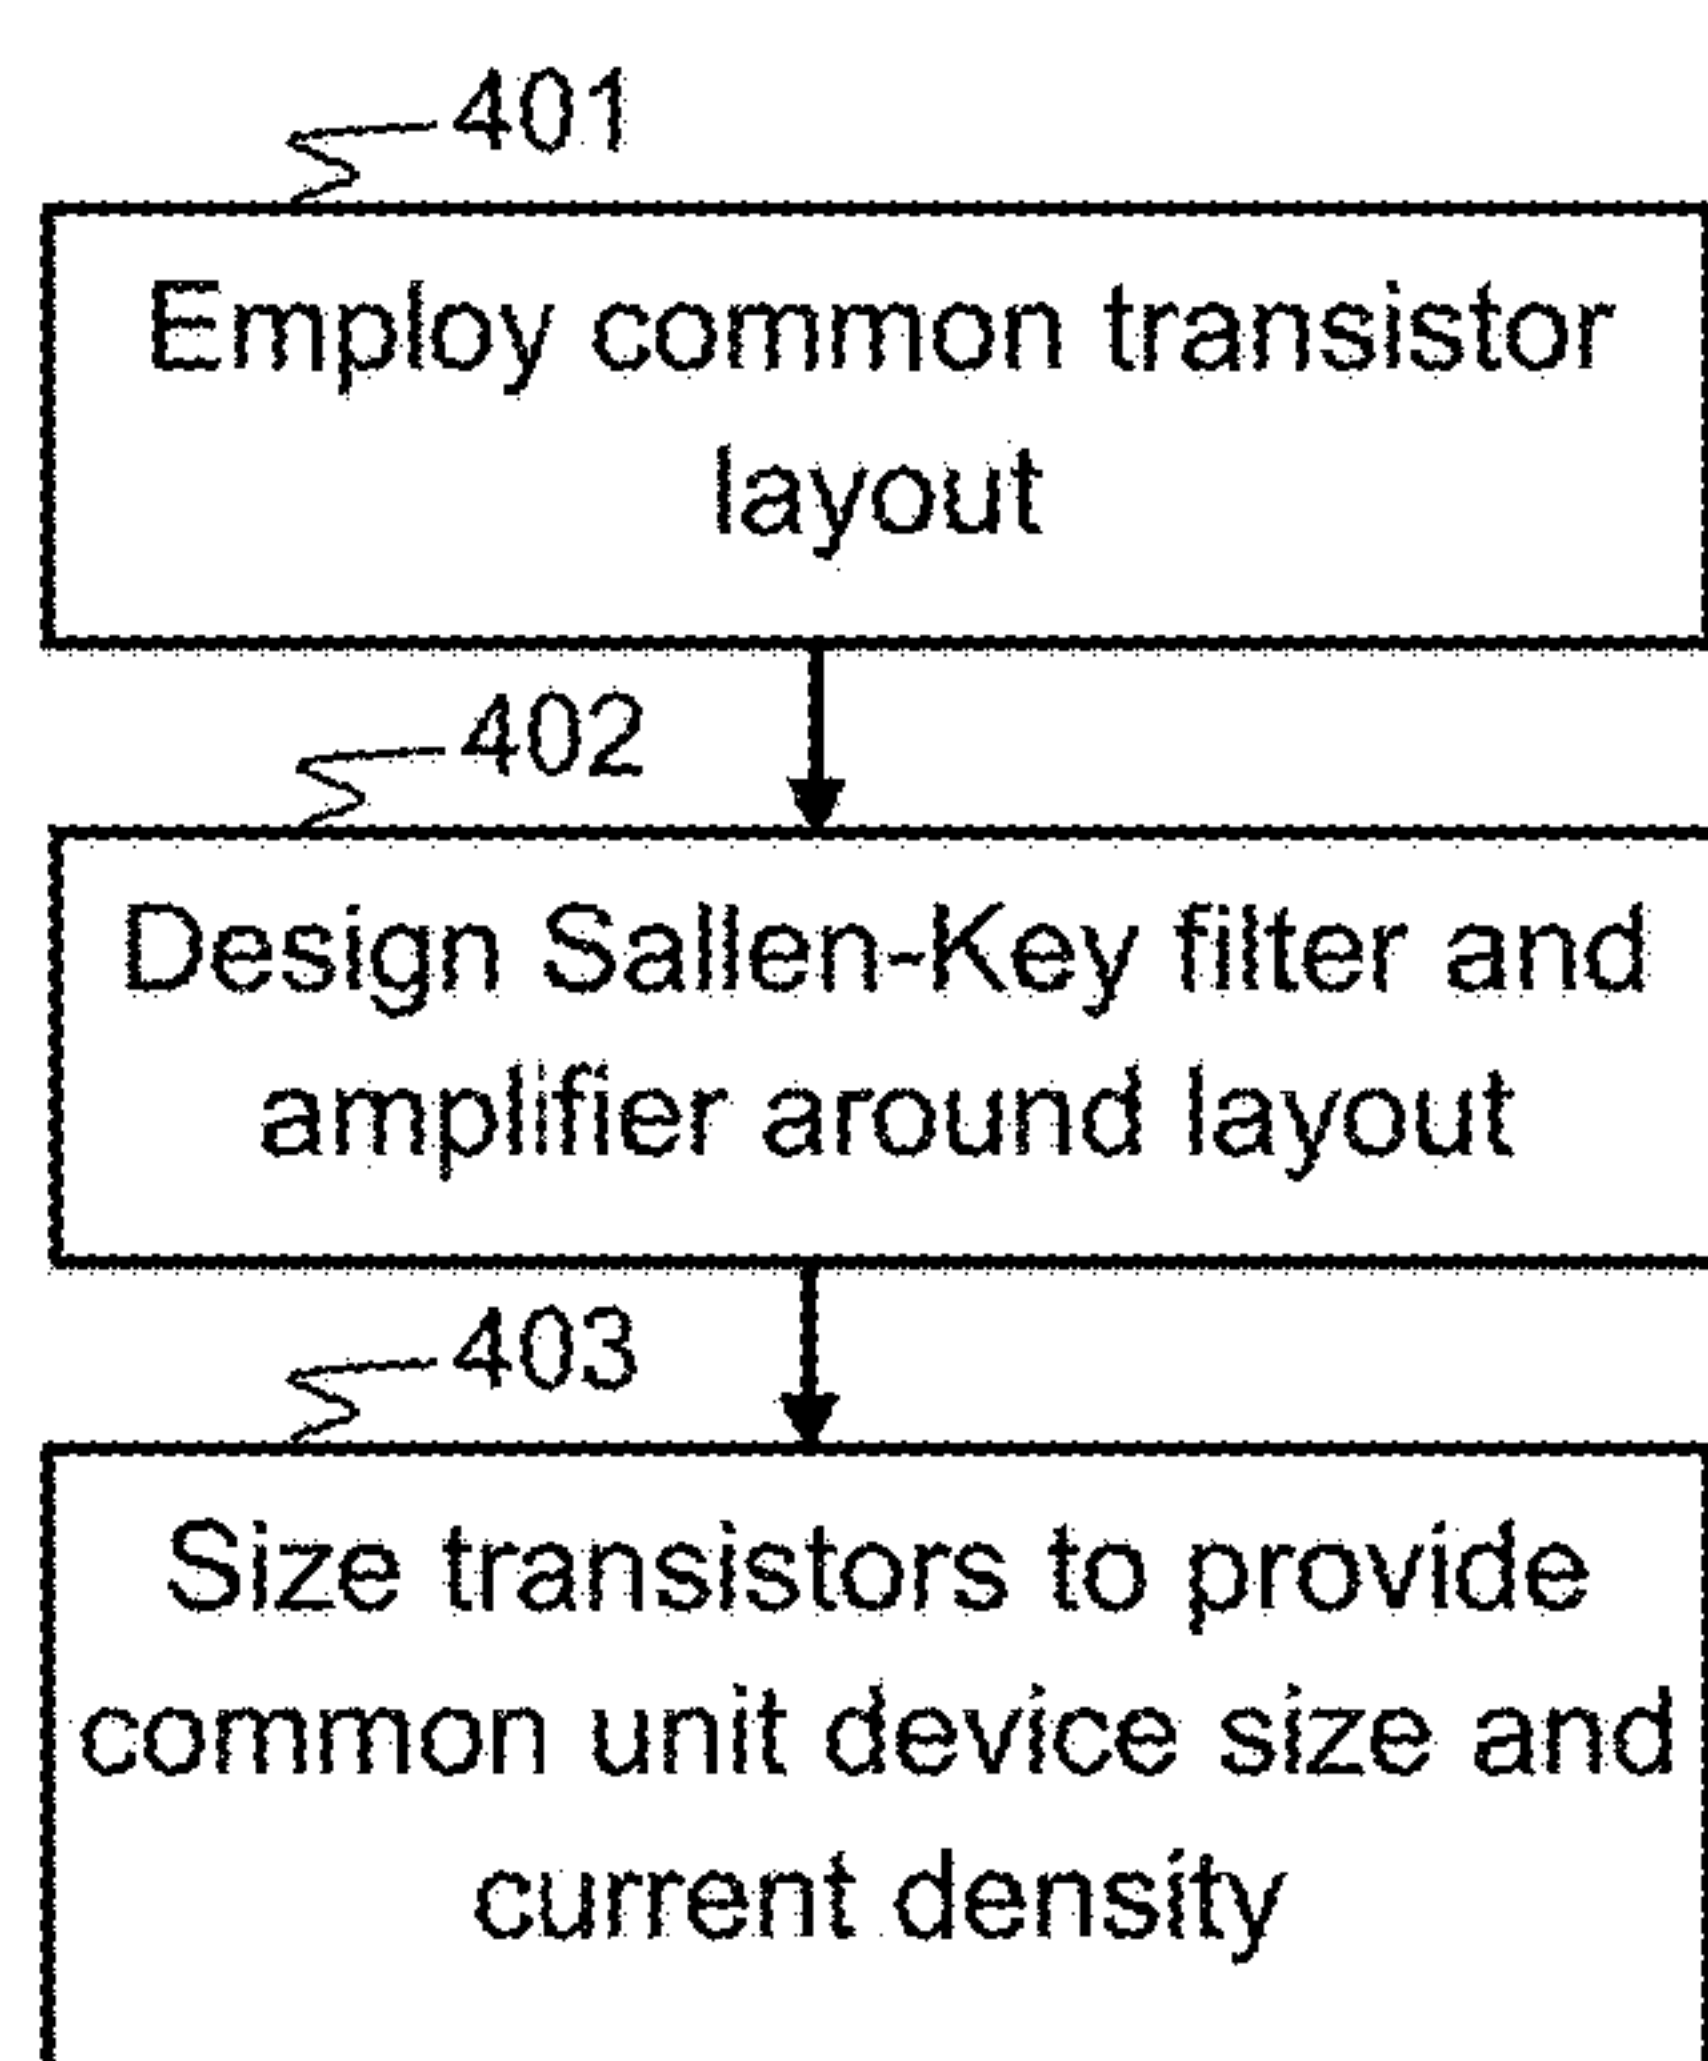 401
Employ common transistor
layout
402
Design Sallen-Key filter and
amplifier around layout
403
Size transistors to provide
common unit device size and
current density